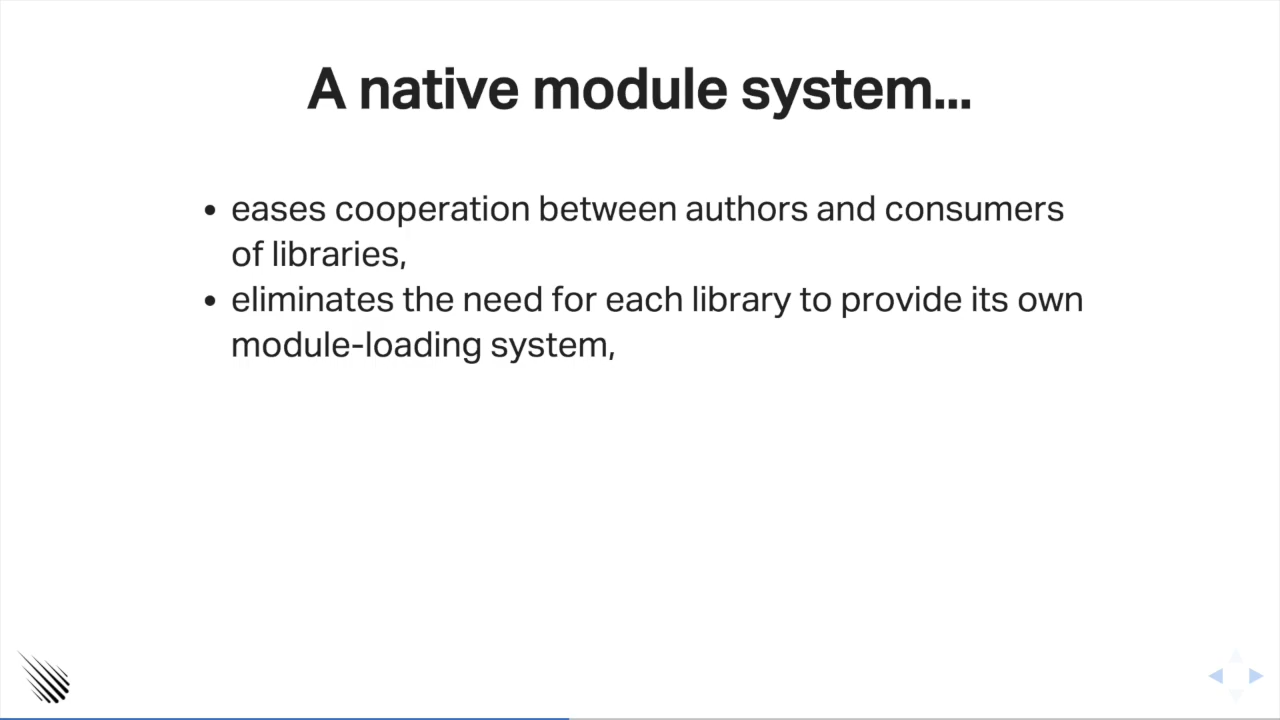 A native module system...
• eases cooperation between authors and consumers
of libraries,
• eliminates the need for each library to provide its own
module-loading system,